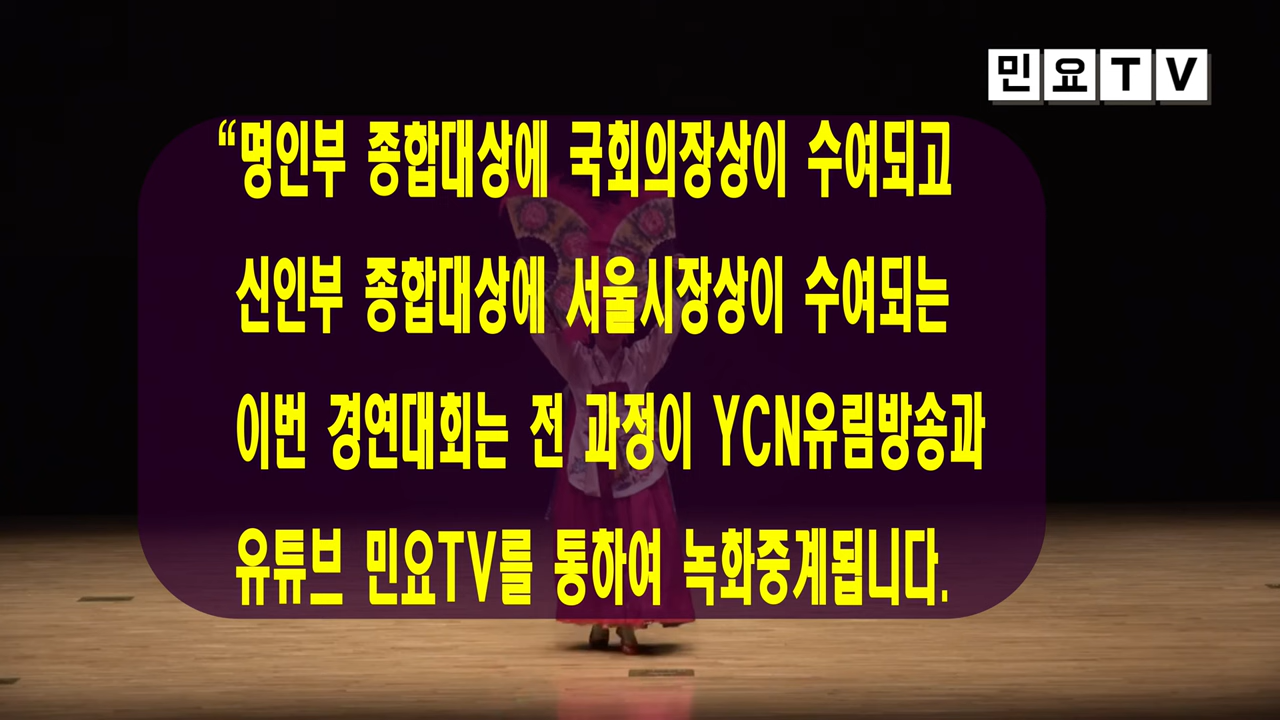 민요TV
“명인부 종합대상에 국회의장상이 수여되고
신인부 종합대상에 서울시장상이 수여되는
이번 경연대회는 전 과정이 YCN유림방송과
유튜브 민요TV를 통하여 녹화중계됩니다.